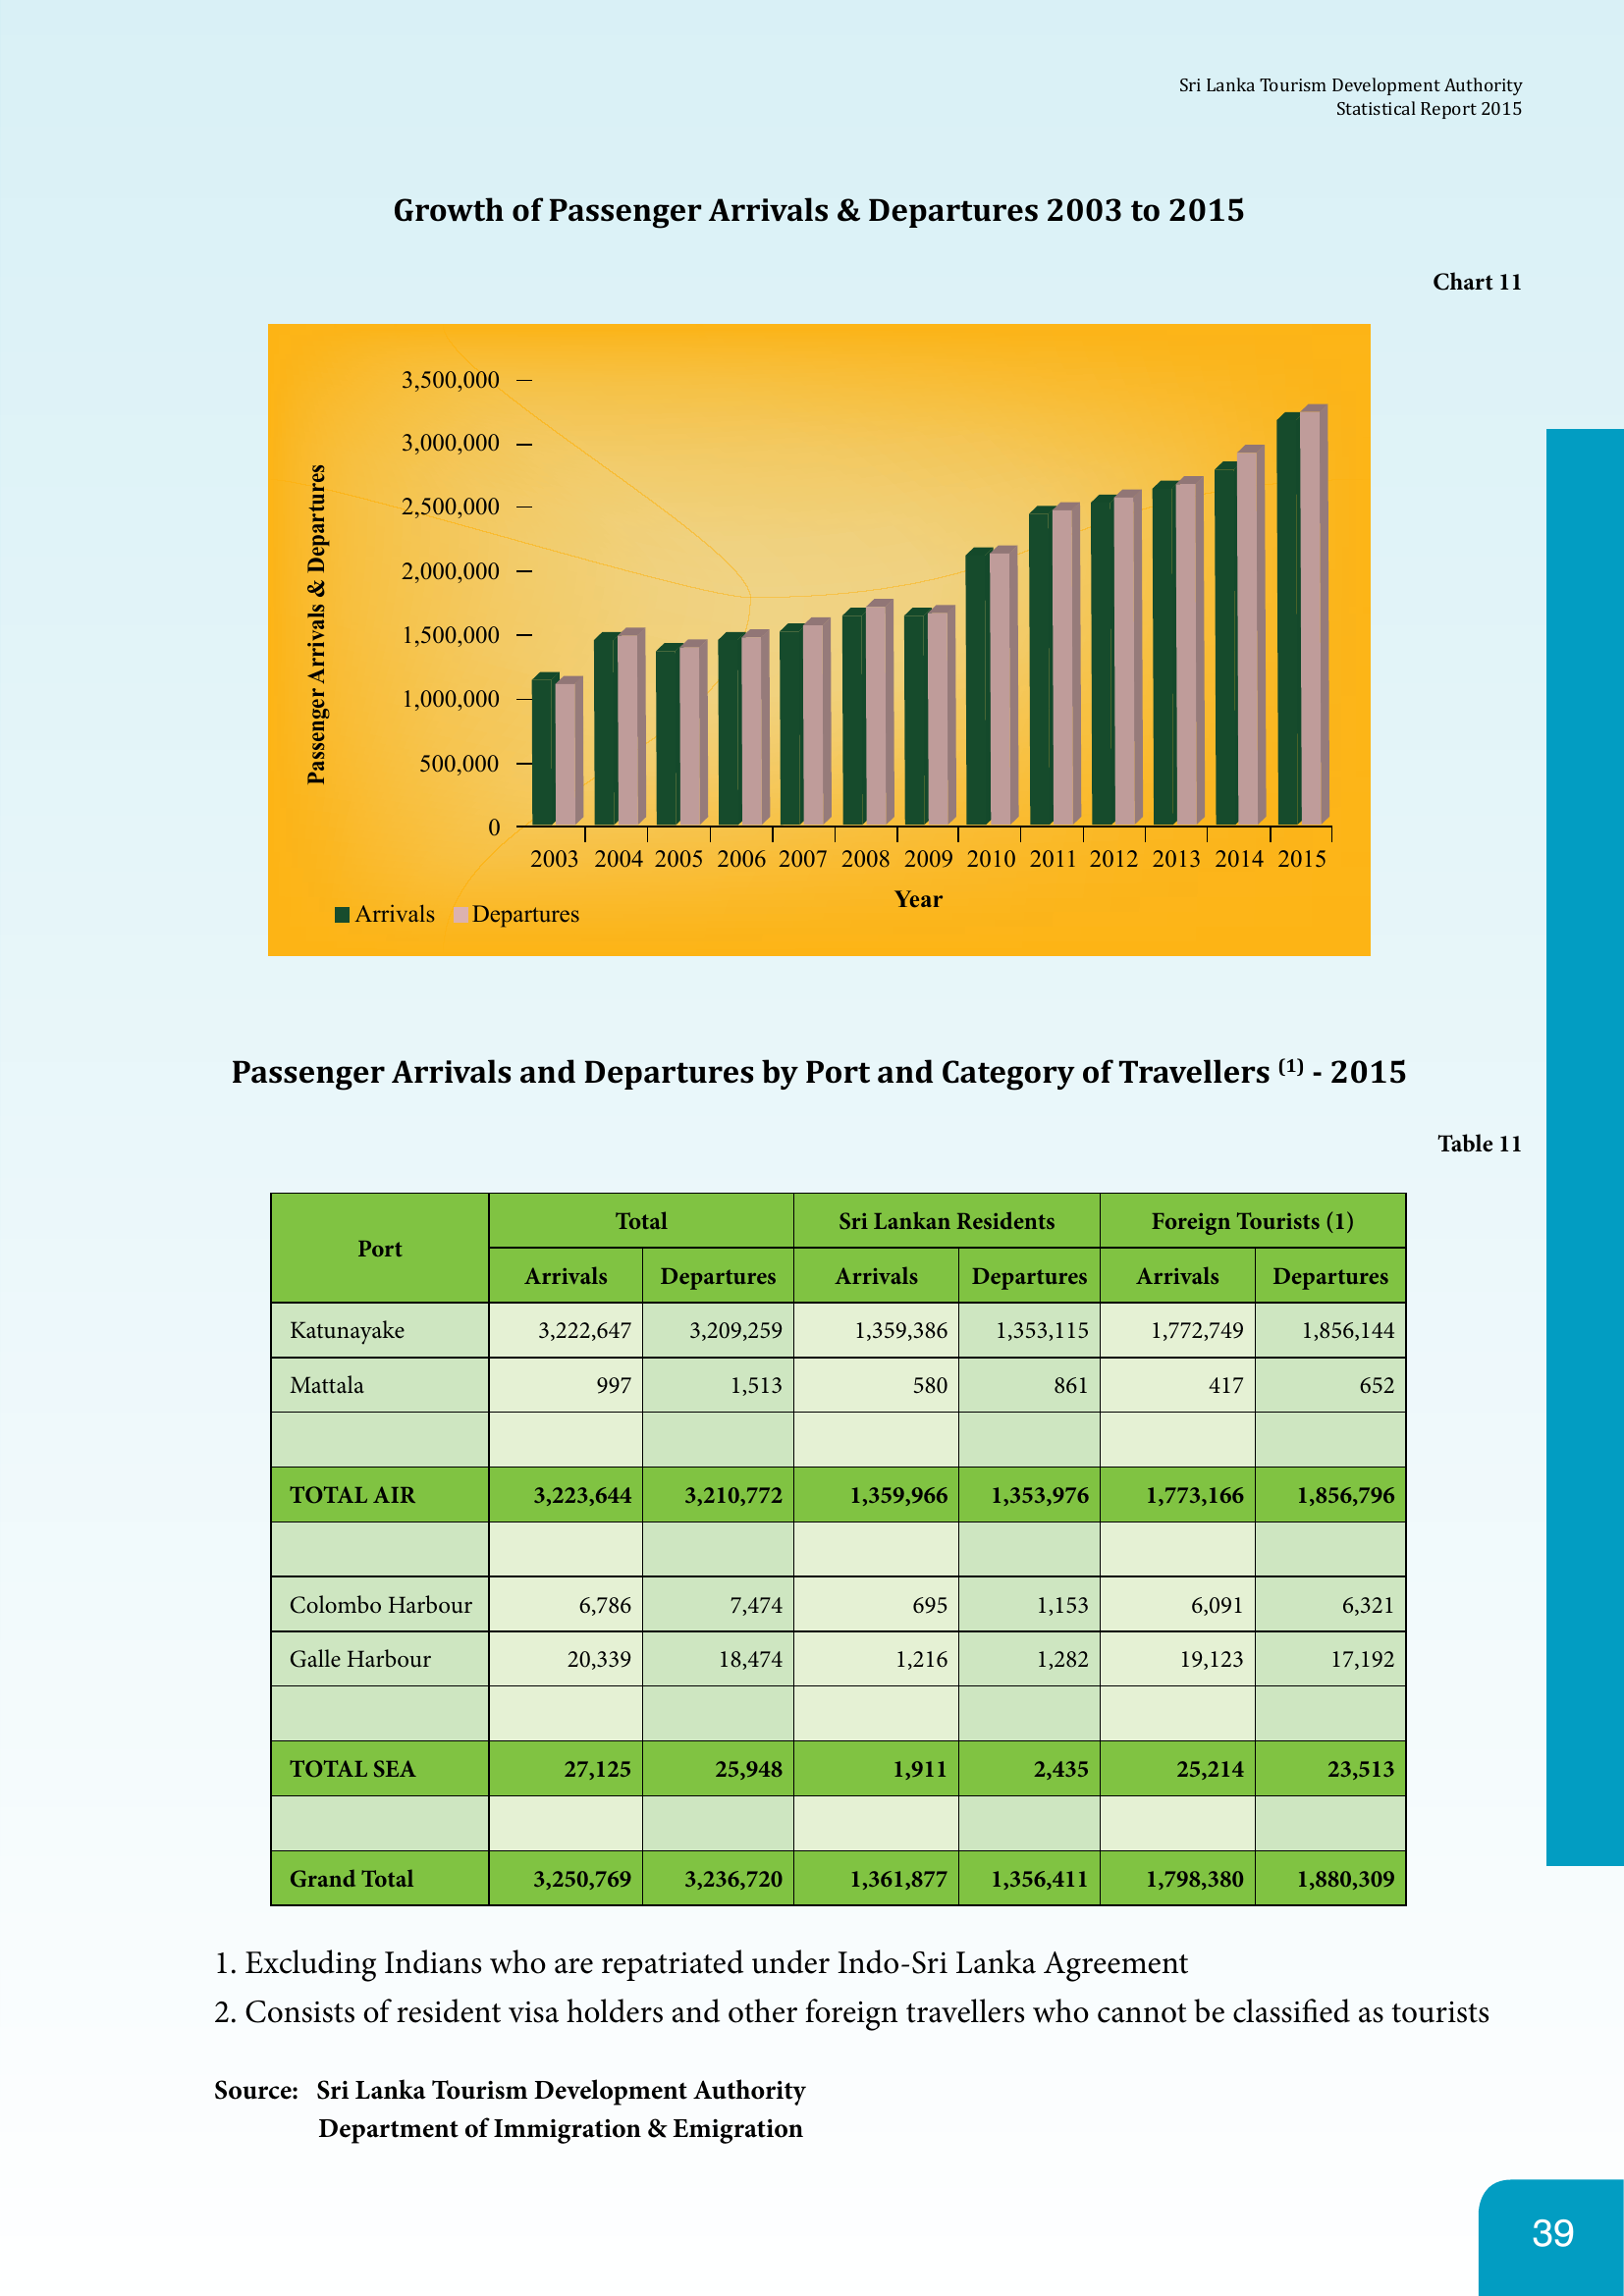 Sri Lanka Tourism Development Authority
Statistical Report 2015
Growth of Passenger Arrivals & Departures 2003 to 2015
Chart 11
Passenger Arrivals & Departures
3,500,000
3,000,000
2,500,000
2,000,000
1,500,000
1,000,000
500,000
0
2003 2004 2005 2006 2007 2008 2009 2010 2011 2012 2013 2014 2015
Year
Arrivals Departures
Passenger Arrivals and Departures by Port and Category of Travellers (1) - 2015
Table 11
Port Total Sri Lankan Residents Foreign Tourists (1)
Arrivals Departures Arrivals Departures Arrivals Departures
Katunayake 3,222,647 3,209,259 1,359,386 1,353,115 1,772,749 1,856,144
Mattala 997 1,513 580 861 417 652
TOTAL AIR 3,223,644 3,210,772 1,359,966 1,353,976 1,773,166 1,856,796
Colombo Harbour 6,786 7,474 695 1,153 6,091 6,321
Galle Harbour 20,339 18,474 1,216 1,282 19,123 17,192
TOTAL SEA 27,125 25,948 1,911 2,435 25,214 23,513
Grand Total 3,250,769 3,236,720 1,361,877 1,356,411 1,798,380 1,880,309
1. Excluding Indians who are repatriated under Indo-Sri Lanka Agreement
2. Consists of resident visa holders and other foreign travellers who cannot be classified as tourists
Source: Sri Lanka Tourism Development Authority
Department of Immigration & Emigration
39